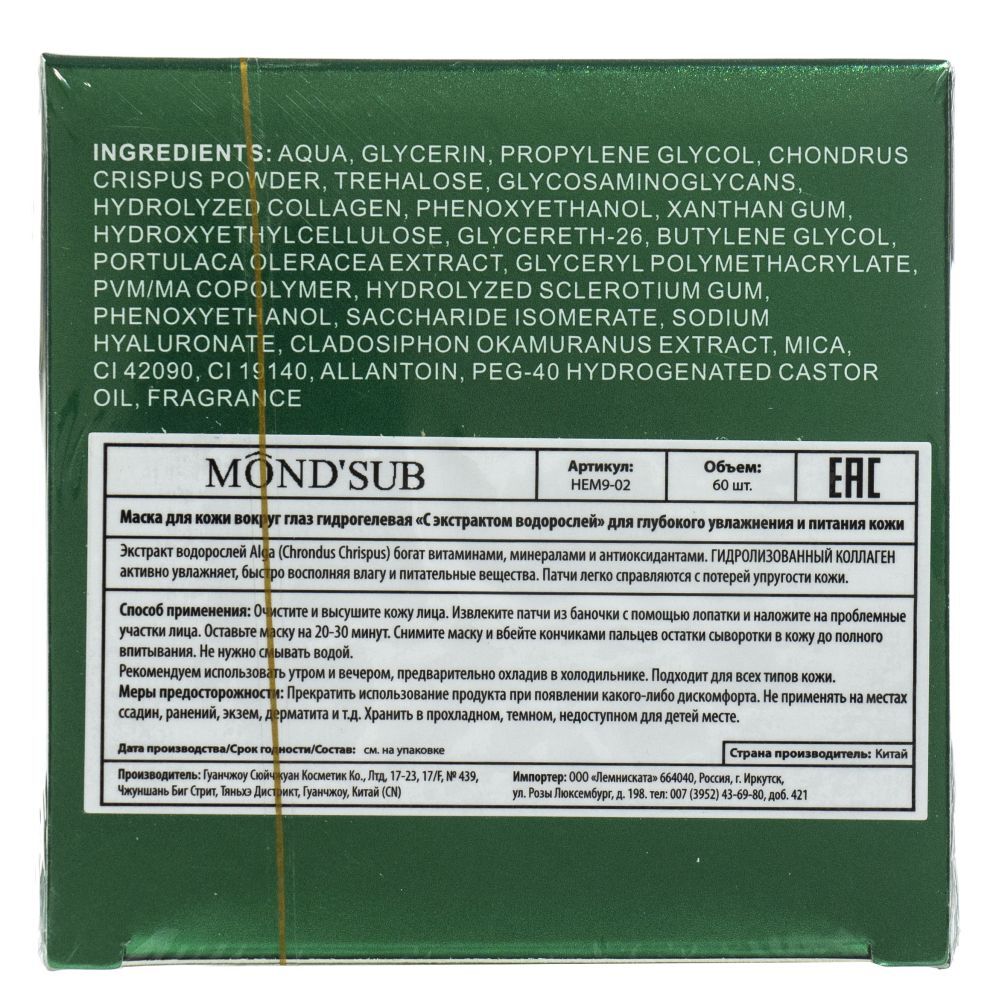 INGREDIENTS: AQUA, GLYCERIN, PROPYLENE GLYCOL, CHONDRUS
CRISPUS POWDER, TREHALOSE, GLYCOSAMINOGLYCANS,
HYDROLYZED COLLAGEN, PHENOXYETHANOL, XANTHAN GUM,
HYDROXYETHYLCELLULOSE, GLYCERETH-26, BUTYLENE GLYCOL,
PORTULACA OLERACEA EXTRACT, GLYCERYL POLYMETHACRYLATE,
PVM/MA COPOLYMER, HYDROLYZED SCLEROTIUM GUM,
PHENOXYETHANOL, SACCHARIDE ISOMERATE, SODIUM
HYALURONATE, CLADOSIPHON OKAMURANUS EXTRACT, MICA,
CI 42090, CI 19140, ALLANTOIN, PEG-40 HYDROGENATED CASTOR
OIL, FRAGRANCE
MOND'SUB
Артикул:
HEM9-02
Объем:
60 шт.
EAC
Маска для кожи вокруг глаз гидрогелевая «С экстрактом водорослей» для глубокого увлажнения и питания кожи
Экстракт водорослей Alga (Chrondus Chrispus) богат витаминами, минералами и антиоксидантами. ГИДРОЛИЗОВАННЫЙ КОЛЛАГЕН
активно увлажняет, быстро восполняя влагу и питательные вещества. Патчи легко справляются с потерей упругости кожи.
Способ применения: Очистите и высушите кожу лица. Извлеките патчи из баночки с помощью лопатки и наложите на проблемные
участки лица. Оставьте маску на 20-30 минут. Снимите маску и вбейте кончиками пальцев остатки сыворотки в кожу до полного
впитывания. Не нужно смывать водой.
Рекомендуем использовать утром и вечером, предварительно охладив в холодильнике. Подходит для всех типов кожи.
Меры предосторожности: Прекратить использование продукта при появлении какого-либо дискомфорта. Не применять на местах
ссадин, ранений, экзем, дерматита и т.д. Хранить в прохладном, темном, недоступном для детей месте.
Дата производства/Срок годности/Состав: см. на упаковке
Страна производитель: Китай
Производитель: Гуанчжоу Сюйчжуан Косметик Ко., Лтд, 17-23, 17/F, № 439,
Чжуншань Биг Стрит, Тяньхэ Дистрикт, Гуанчжоу, Китай (CN)
Импортер: ООО «Лемниската» 664040, Россия, г. Иркутск,
ул. Розы Люксембург, д. 198. тел: 007 (3952) 43-69-80, доб. 421